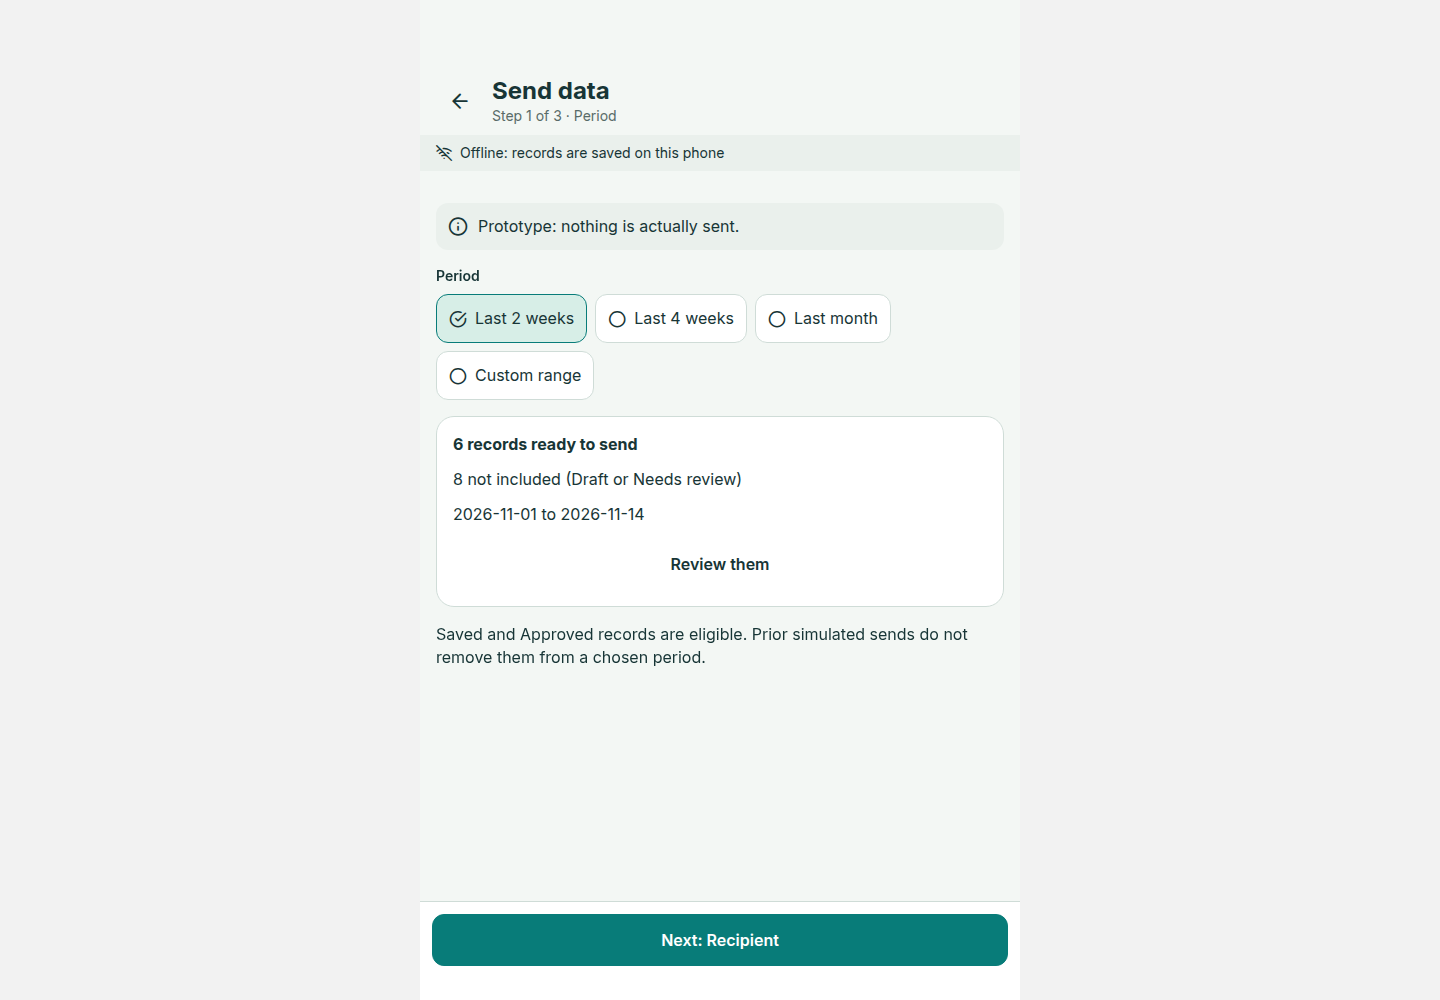 Send data
Step 1 of 3 · Period
Offline: records are saved on this phone
Prototype: nothing is actually sent.
Period
Last 2 weeks
Last 4 weeks
Last month
Custom range
6 records ready to send
8 not included (Draft or Needs review)
2026-11-01 to 2026-11-14
Review them
Saved and Approved records are eligible. Prior simulated sends do not
remove them from a chosen period.
Next: Recipient